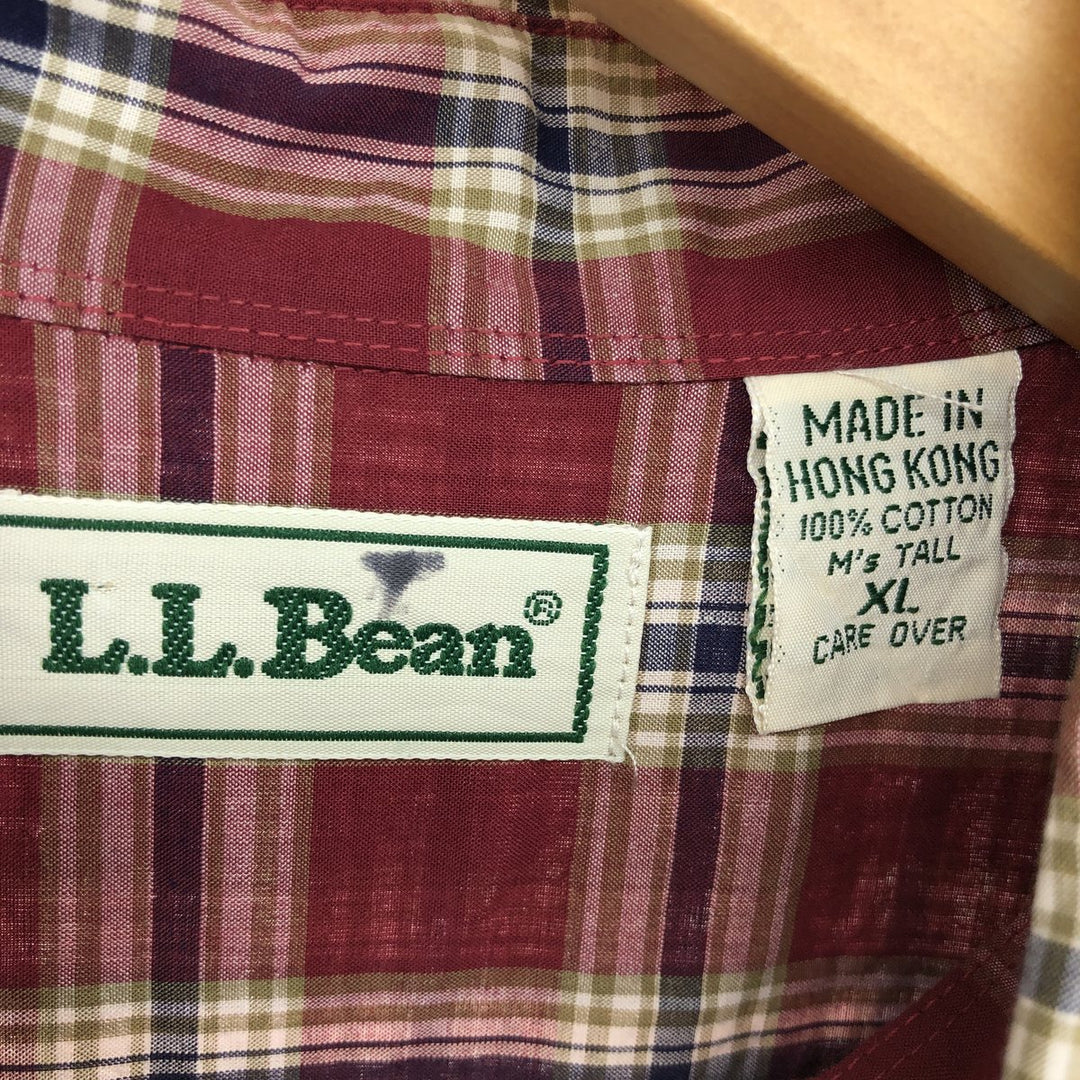 L.L.Bean®
MADE IN
HONG KONG
100% COTTON
M's TALL
XL
CARE OVER